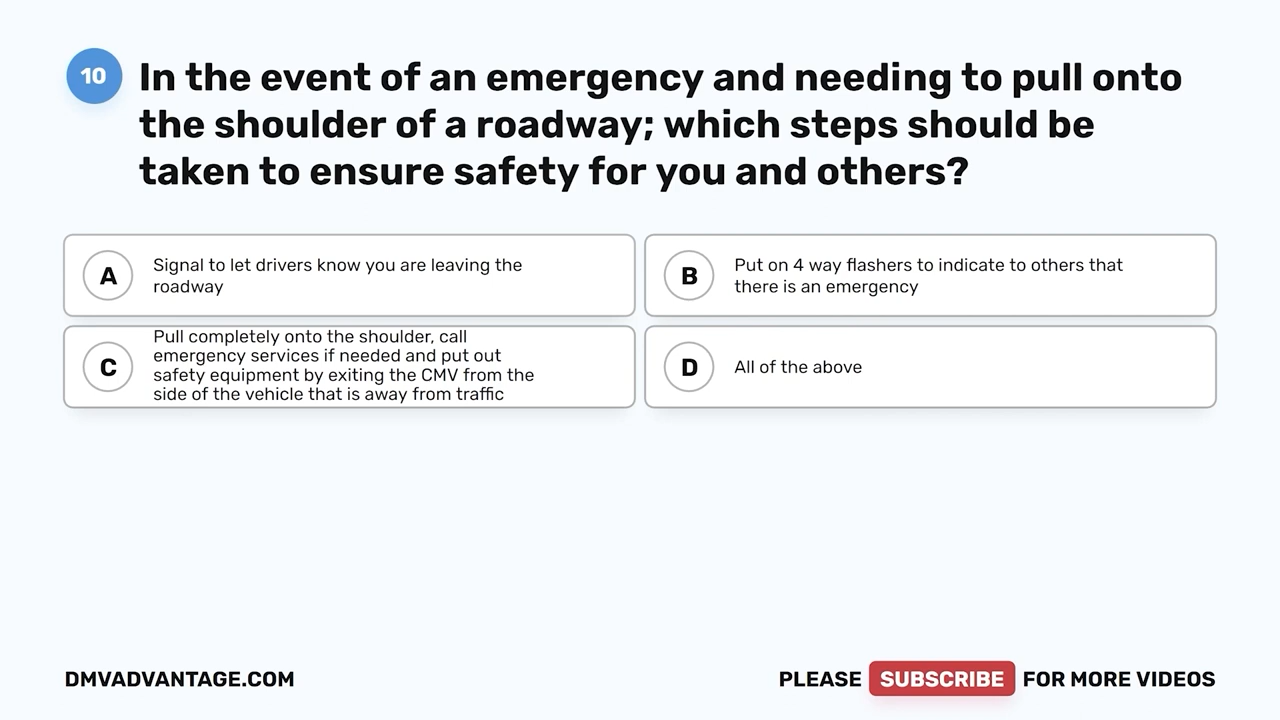 10
In the event of an emergency and needing to pull onto
the shoulder of a roadway; which steps should be
taken to ensure safety for you and others?
A
Signal to let drivers know you are leaving the
roadway
B
Put on 4 way flashers to indicate to others that
there is an emergency
C
Pull completely onto the shoulder, call
emergency services if needed and put out
safety equipment by exiting the CMV from the
side of the vehicle that is away from traffic
D
All of the above
DMVADVANTAGE.COM
PLEASE SUBSCRIBE FOR MORE VIDEOS